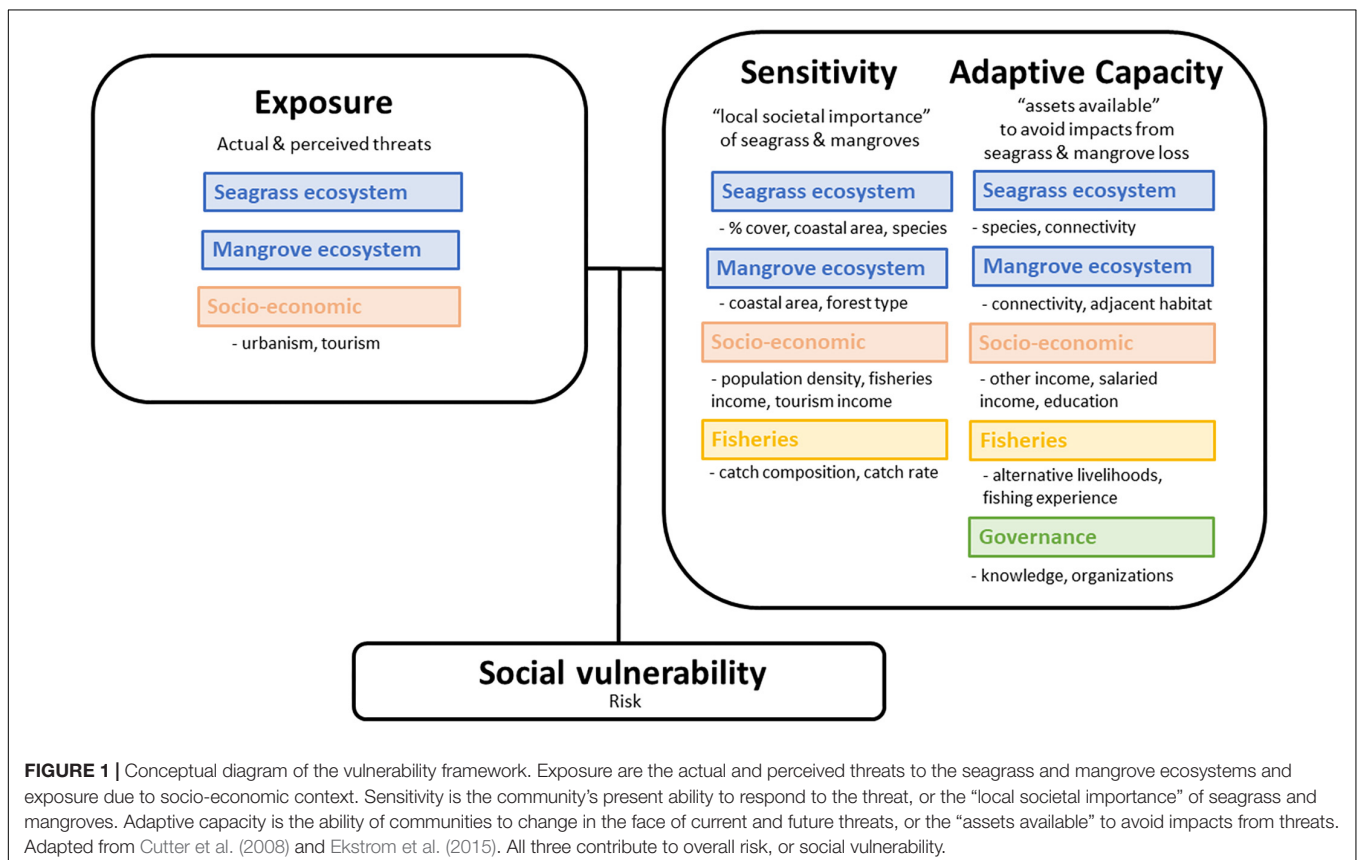 Exposure
Actual & perceived threats
Seagrass ecosystem
Mangrove ecosystem
Socio-economic
- urbanism, tourism
Sensitivity
"local societal importance"
of seagrass & mangroves
Seagrass ecosystem
- % cover, coastal area, species
Mangrove ecosystem
- coastal area, forest type
Socio-economic
- population density, fisheries
income, tourism income
Fisheries
- catch composition, catch rate
Adaptive Capacity
"assets available"
to avoid impacts from
seagrass & mangrove loss
Seagrass ecosystem
- species, connectivity
Mangrove ecosystem
- connectivity, adjacent habitat
Socio-economic
- other income, salaried
income, education
Fisheries
- alternative livelihoods,
fishing experience
Governance
- knowledge, organizations
Social vulnerability
Risk
FIGURE 1 | Conceptual diagram of the vulnerability framework. Exposure are the actual and perceived threats to the seagrass and mangrove ecosystems and
exposure due to socio-economic context. Sensitivity is the community's present ability to respond to the threat, or the "local societal importance" of seagrass and
mangroves. Adaptive capacity is the ability of communities to change in the face of current and future threats, or the "assets available" to avoid impacts from threats.
Adapted from Cutter et al. (2008) and Ekstrom et al. (2015). All three contribute to overall risk, or social vulnerability.